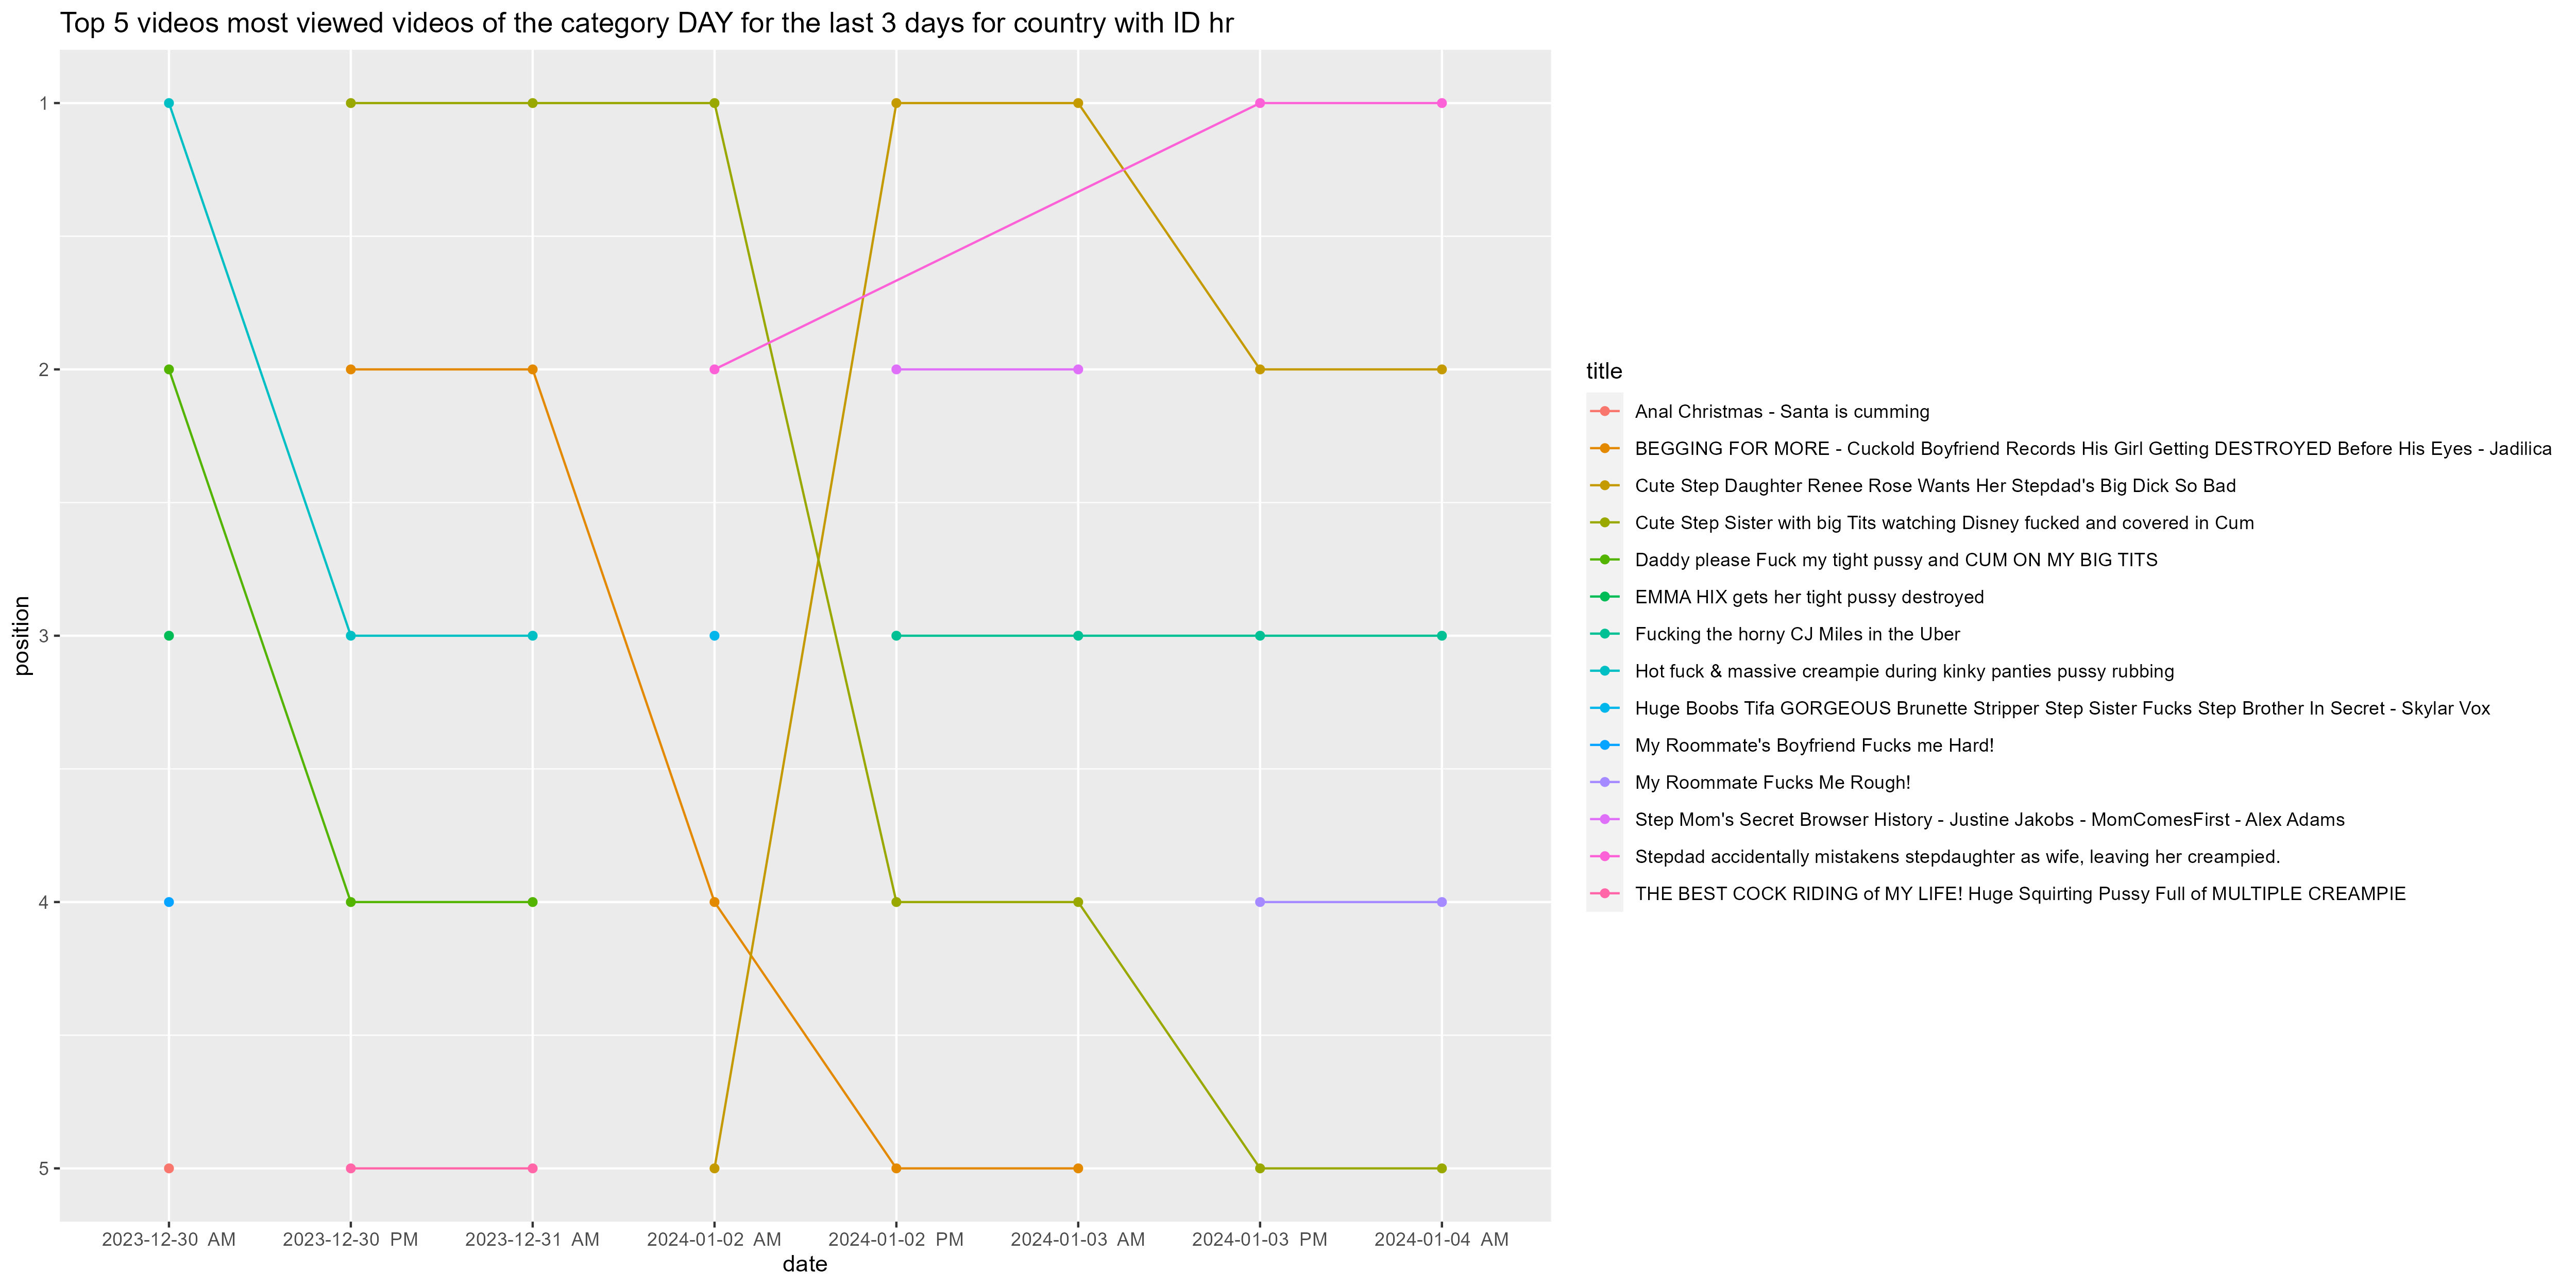 Top 5 videos most viewed videos of the category DAY for the last 3 days for country with ID hr
position
1
2
3
4
5
2023-12-30 AM
2023-12-30 PM
2023-12-31 AM
2024-01-02 AM
2024-01-02 PM
2024-01-03 AM
2024-01-03 PM
2024-01-04 AM
date
title
Anal Christmas - Santa is cumming
BEGGING FOR MORE - Cuckold Boyfriend Records His Girl Getting DESTROYED Before His Eyes - Jadilica
Cute Step Daughter Renee Rose Wants Her Stepdad's Big Dick So Bad
Cute Step Sister with big Tits watching Disney fucked and covered in Cum
Daddy please Fuck my tight pussy and CUM ON MY BIG TITS
EMMA HIX gets her tight pussy destroyed
Fucking the horny CJ Miles in the Uber
Hot fuck & massive creampie during kinky panties pussy rubbing
Huge Boobs Tifa GORGEOUS Brunette Stripper Step Sister Fucks Step Brother In Secret - Skylar Vox
My Roommate's Boyfriend Fucks me Hard!
My Roommate Fucks Me Rough!
Step Mom's Secret Browser History - Justine Jakobs - MomComesFirst - Alex Adams
Stepdad accidentally mistakens stepdaughter as wife, leaving her creampied.
THE BEST COCK RIDING of MY LIFE! Huge Squirting Pussy Full of MULTIPLE CREAMPIE